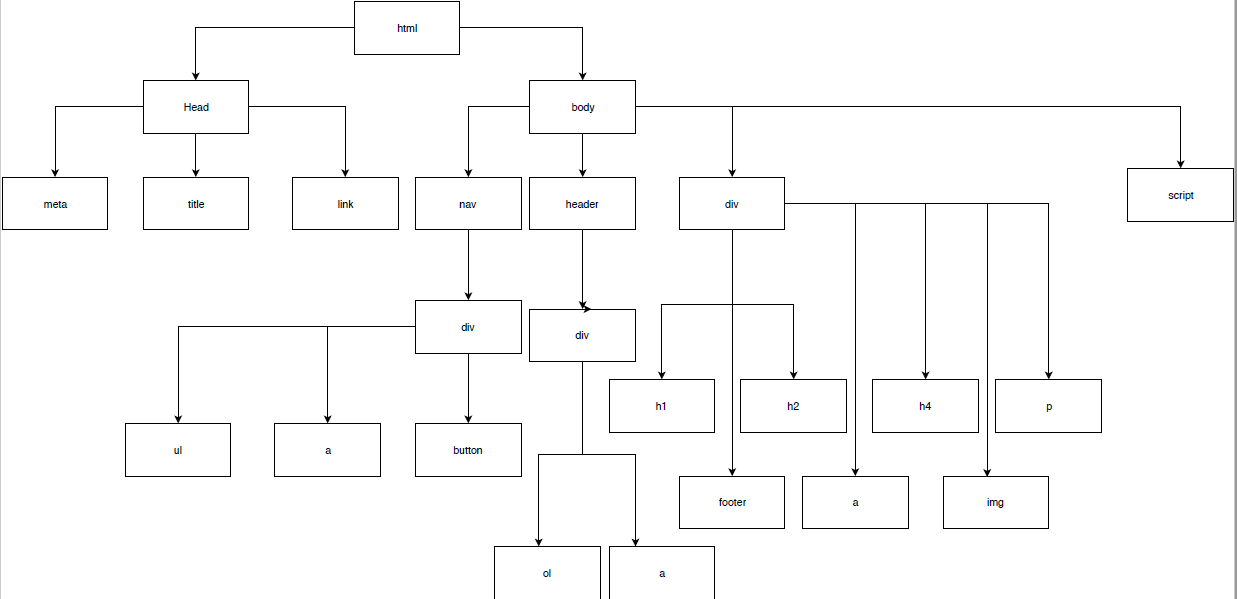 html
Head
body
meta
title
link
nav
header
div
script
div
div
h1
h2
h4
p
ul
a
button
footer
a
img
ol
a